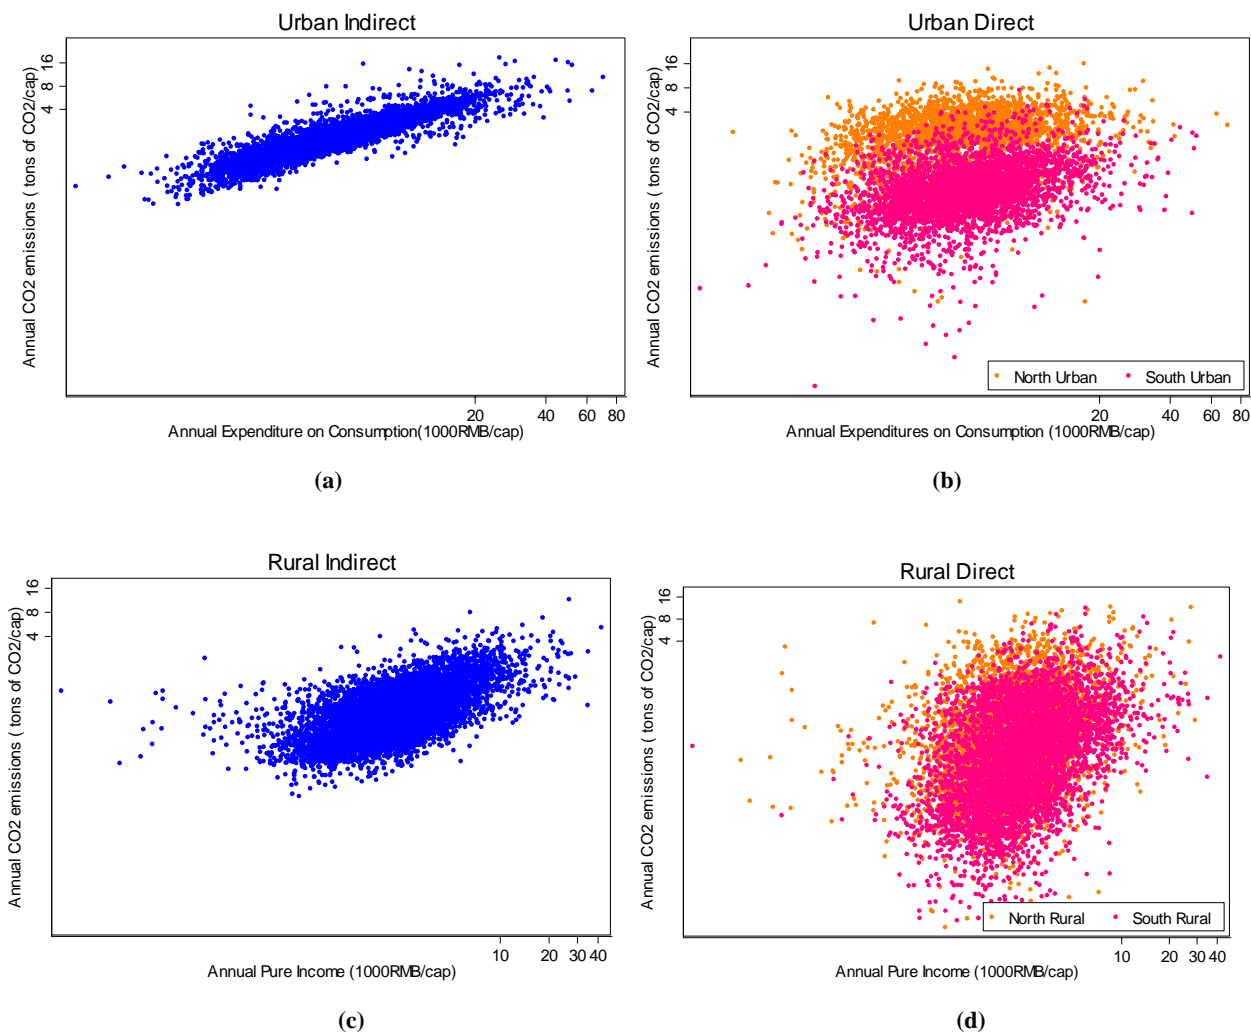 Urban Indirect
Annual CO2 emissions ( tons of CO2/cap)
16
8
4
20 40 60 80
Annual Expenditure on Consumption(1000RMB/cap)
(a)
Urban Direct
Annual CO2 emissions ( tons of CO2/cap)
16
8
4
North Urban South Urban
20 40 60 80
Annual Expenditures on Consumption (1000RMB/cap)
(b)
Rural Indirect
Annual CO2 emissions ( tons of CO2/cap)
16
8
4
10 20 30 40
Annual Pure Income (1000RMB/cap)
(c)
Rural Direct
Annual CO2 emissions ( tons of CO2/cap)
16
8
4
North Rural South Rural
10 20 30 40
Annual Pure Income (1000RMB/cap)
(d)